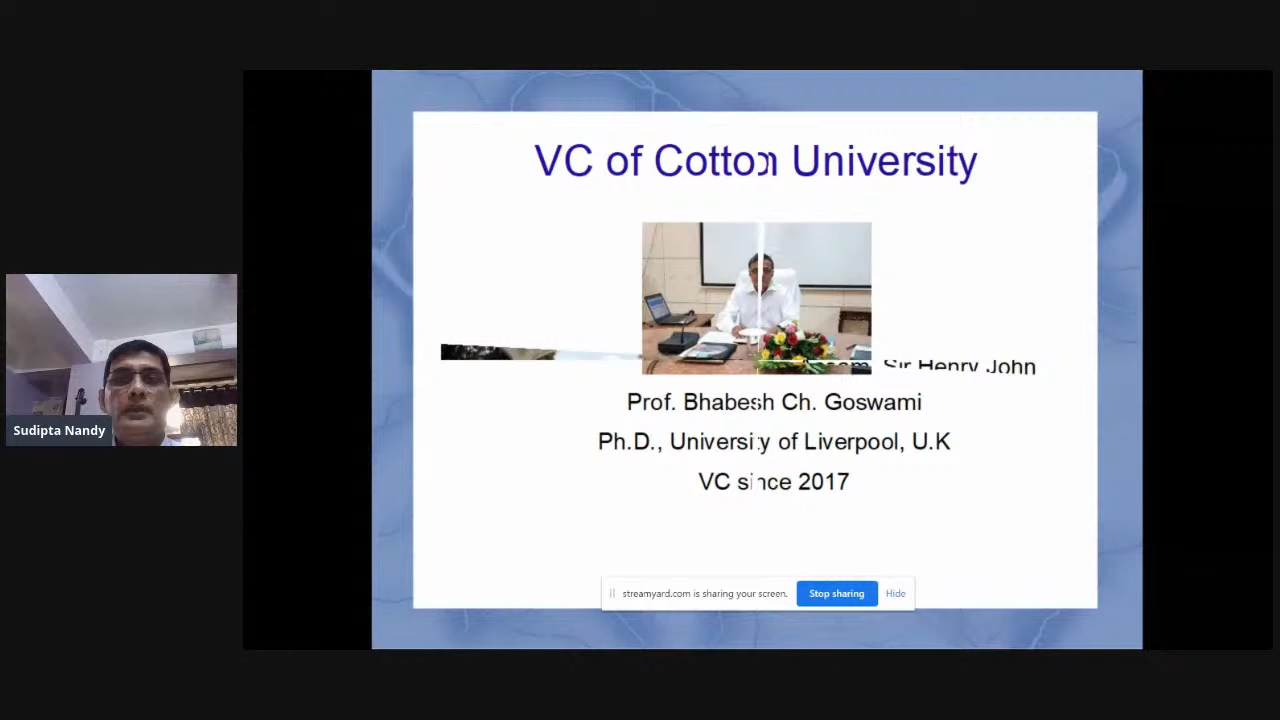 VC of Cotton University
Sir Henry John
Prof. Bhabesh Ch. Goswami
Ph.D., University of Liverpool, U.K
VC since 2017
Sudipta Nandy
streamyard.com is sharing your screen.
Stop sharing
Hide